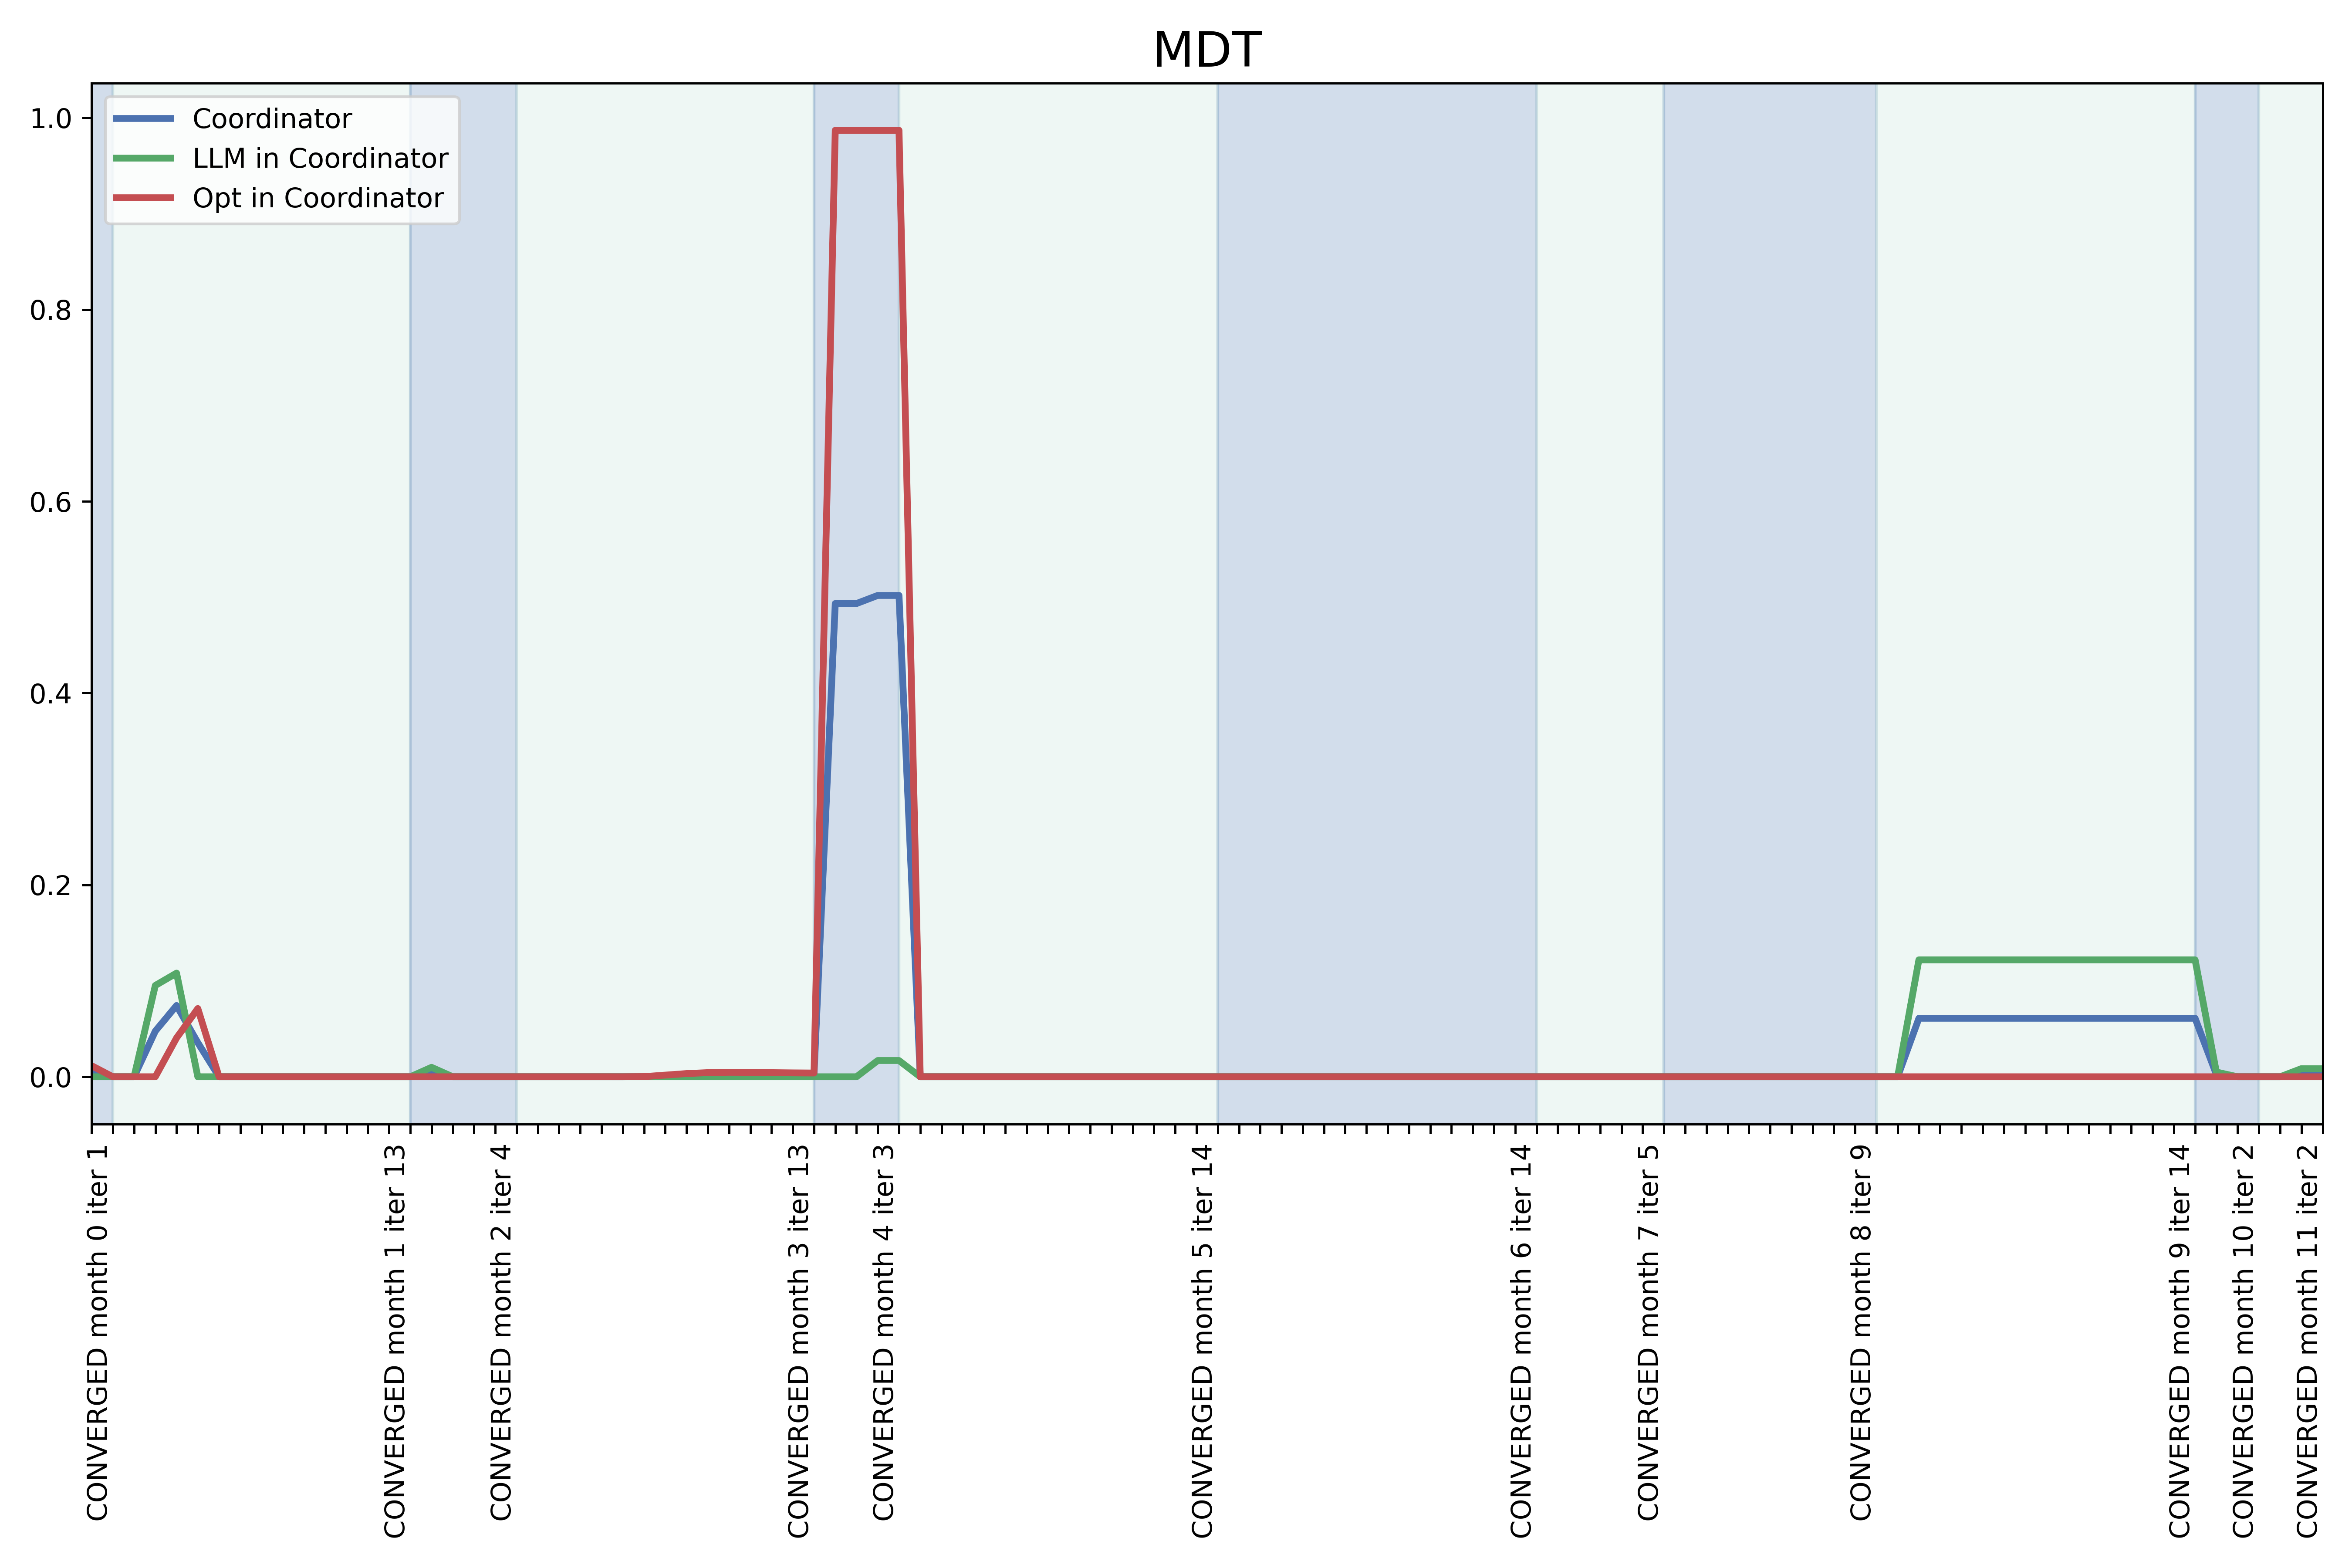 MDT
Coordinator
LLM in Coordinator
Opt in Coordinator
1.0
0.8
0.6
0.4
0.2
0.0
CONVERGED month 0 iter 1
CONVERGED month 1 iter 13
CONVERGED month 2 iter 4
CONVERGED month 3 iter 13
CONVERGED month 4 iter 3
CONVERGED month 5 iter 14
CONVERGED month 6 iter 14
CONVERGED month 7 iter 5
CONVERGED month 8 iter 9
CONVERGED month 9 iter 14
CONVERGED month 10 iter 2
CONVERGED month 11 iter 2